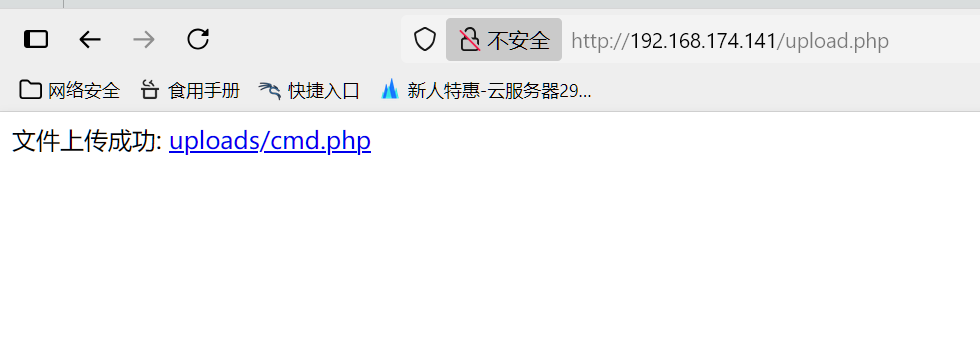 不安全 http://192.168.174.141/upload.php
网络安全 食用手册 快捷入口 新人特惠-云服务器29...
文件上传成功: uploads/cmd.php